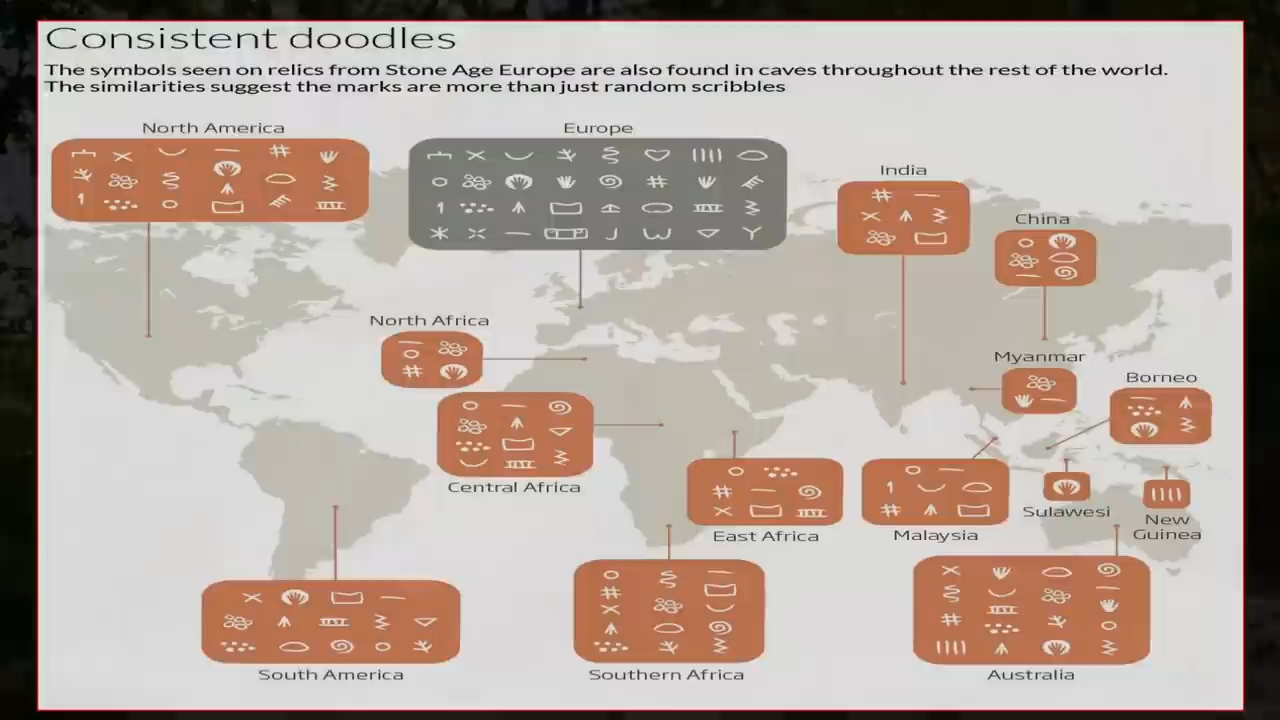 Consistent doodles
The symbols seen on relics from Stone Age Europe are also found in caves throughout the rest of the world.
The similarities suggest the marks are more than just random scribbles
North America
Europe
India
China
North Africa
Myanmar
Borneo
Central Africa
East Africa
Malaysia
Sulawesi
New
Guinea
South America
Southern Africa
Australia